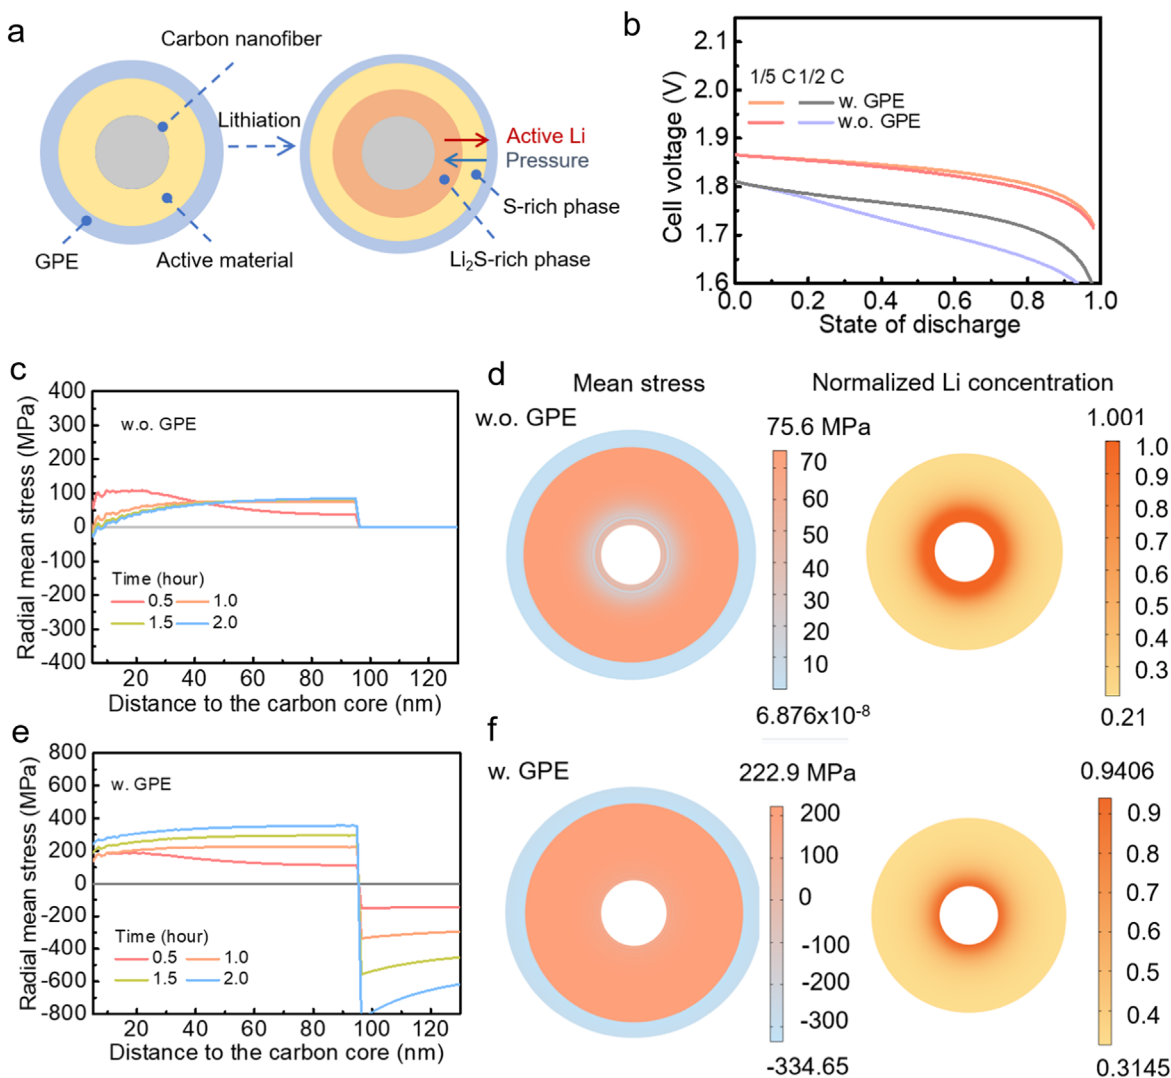 a
Carbon nanofiber
Lithiation
Active Li
Pressure
S-rich phase
GPE
Active material
Li₂S-rich phase
b
2.1
2.0
1.9
1.8
1.7
1.6
Cell voltage (V)
1/5 C 1/2 C
w. GPE
w.o. GPE
0.0 0.2 0.4 0.6 0.8 1.0
State of discharge
c
400
300
200
100
0
-100
-200
-300
-400
Radial mean stress (MPa)
w.o. GPE
Time (hour)
0.5 1.0
1.5 2.0
20 40 60 80 100 120
Distance to the carbon core (nm)
d
Mean stress
Normalized Li concentration
w.o. GPE
75.6 MPa
70
60
50
40
30
20
10
6.876x10⁻⁸
1.001
1.0
0.9
0.8
0.7
0.6
0.5
0.4
0.3
0.21
e
800
600
400
200
0
-200
-400
-600
-800
Radial mean stress (MPa)
w. GPE
Time (hour)
0.5 1.0
1.5 2.0
20 40 60 80 100 120
Distance to the carbon core (nm)
f
w. GPE
222.9 MPa
200
100
0
-100
-200
-300
-334.65
0.9406
0.9
0.8
0.7
0.6
0.5
0.4
0.3145